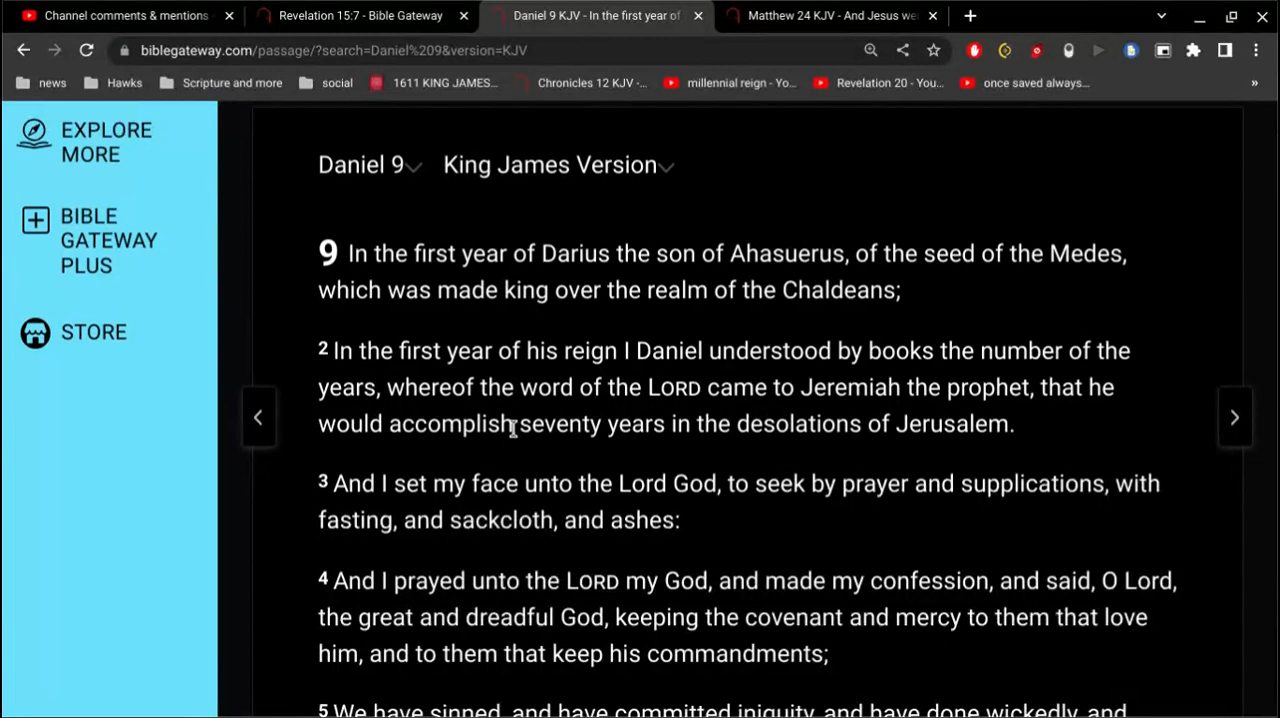 Channel comments & mentions
Revelation 15:7 - Bible Gateway
Daniel 9 KJV - In the first year of
Matthew 24 KJV - And Jesus we
biblegateway.com/passage/?search=Daniel%209&version=KJV
news
Hawks
Scripture and more
social
1611 KING JAMES...
Chronicles 12 KJV -...
millennial reign - Yo...
Revelation 20 - You...
once saved always...
»
EXPLORE
MORE
BIBLE
GATEWAY
PLUS
STORE
Daniel 9 King James Version
9 In the first year of Darius the son of Ahasuerus, of the seed of the Medes,
which was made king over the realm of the Chaldeans;
2 In the first year of his reign I Daniel understood by books the number of the
years, whereof the word of the LORD came to Jeremiah the prophet, that he
would accomplish seventy years in the desolations of Jerusalem.
3 And I set my face unto the Lord God, to seek by prayer and supplications, with
fasting, and sackcloth, and ashes:
4 And I prayed unto the LORD my God, and made my confession, and said, O Lord,
the great and dreadful God, keeping the covenant and mercy to them that love
him, and to them that keep his commandments;
5 We have sinned, and have committed iniquity, and have done wickedly, and